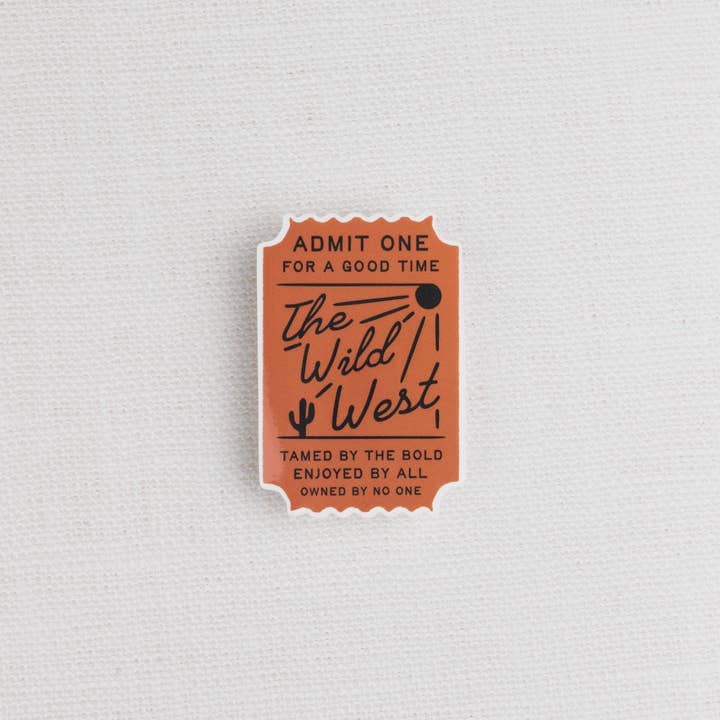 ADMIT ONE
FOR A GOOD TIME
The
Wild
West
TAMED BY THE BOLD
ENJOYED BY ALL
OWNED BY NO ONE